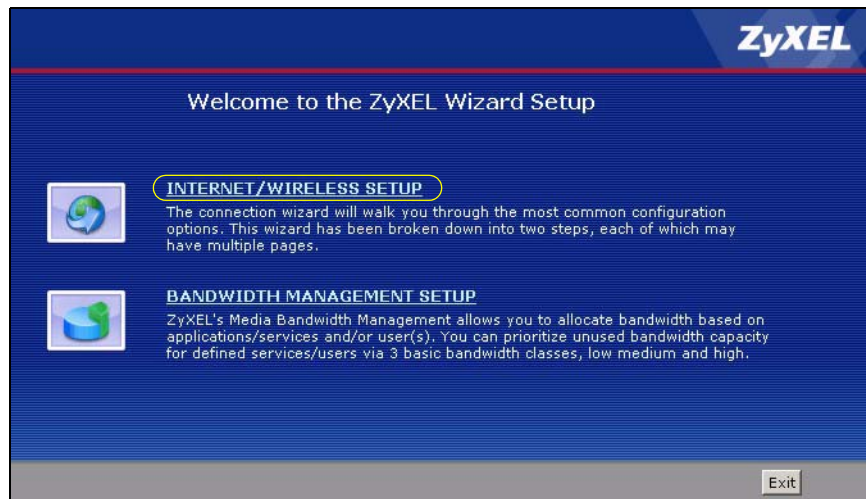 ZyXEL
Welcome to the ZyXEL Wizard Setup
INTERNET/WIRELESS SETUP
The connection wizard will walk you through the most common configuration
options. This wizard has been broken down into two steps, each of which may
have multiple pages.
BANDWIDTH MANAGEMENT SETUP
ZyXEL's Media Bandwidth Management allows you to allocate bandwidth based on
applications/services and/or user(s). You can prioritize unused bandwidth capacity
for defined services/users via 3 basic bandwidth classes, low medium and high.
Exit